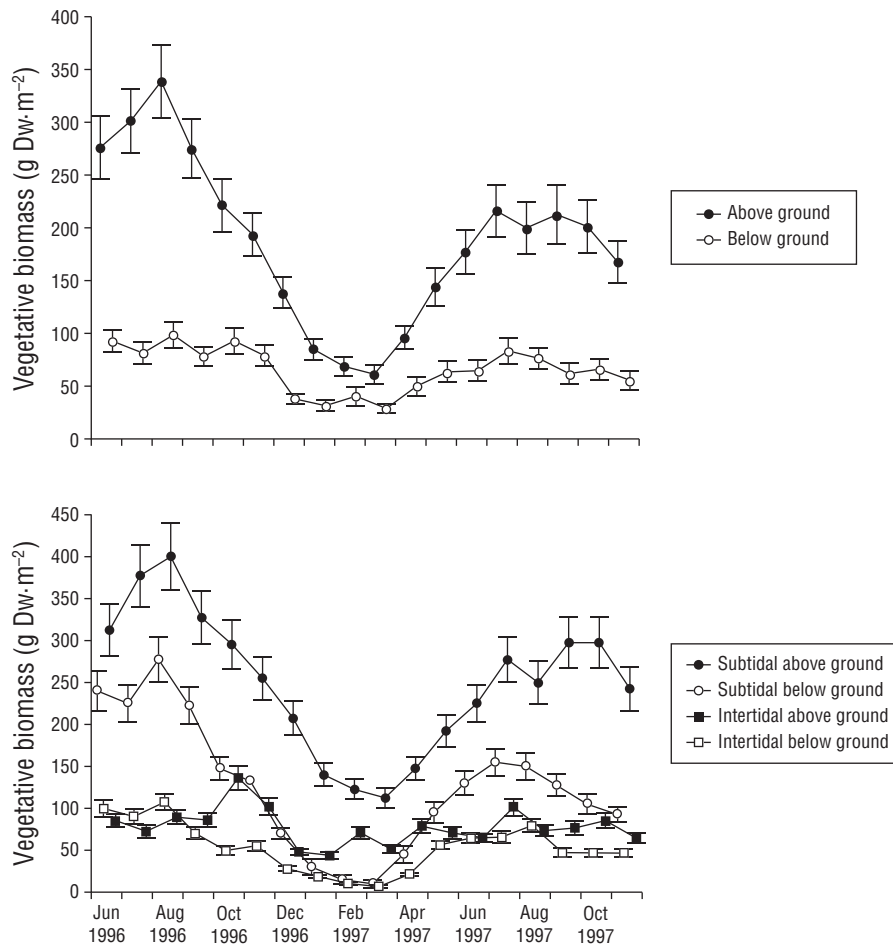 400
350
300
250
200
150
100
50
0
Vegetative biomass (g Dw·m⁻²)
Above ground
Below ground
450
400
350
300
250
200
150
100
50
0
Vegetative biomass (g Dw·m⁻²)
Subtidal above ground
Subtidal below ground
Intertidal above ground
Intertidal below ground
Jun Aug Oct Dec Feb Apr Jun Aug Oct
1996 1996 1996 1996 1997 1997 1997 1997 1997